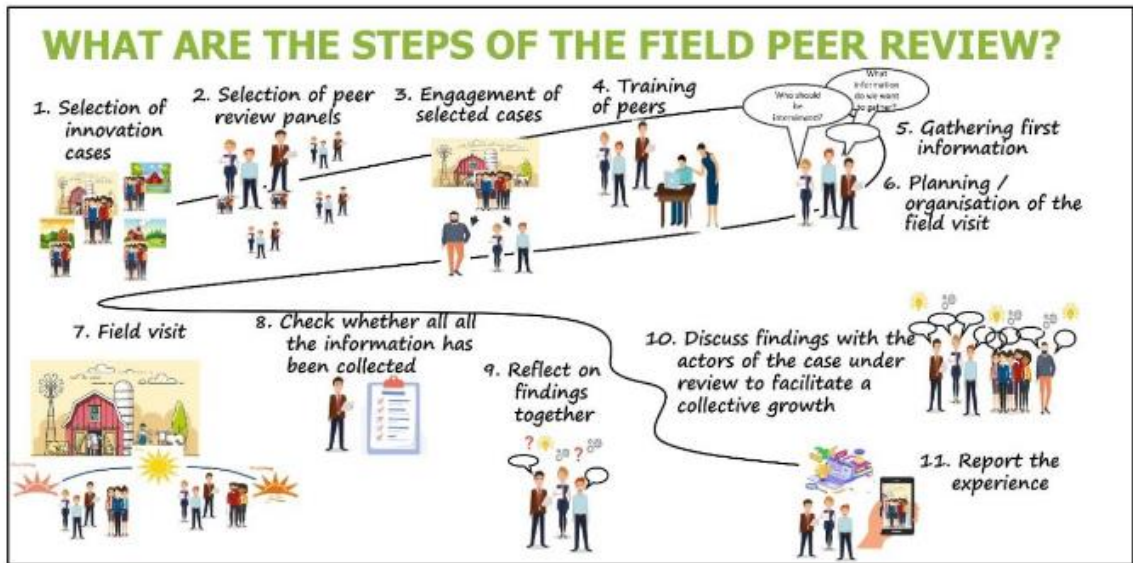 WHAT ARE THE STEPS OF THE FIELD PEER REVIEW?
1. Selection of
innovation
cases
2. Selection of peer
review panels
3. Engagement of
selected cases
4. Training
of peers
Who should
be
interviewed?
What
information
do we want
to gather?
5. Gathering first
information
6. Planning /
organisation of the
field visit
7. Field visit
8. Check whether all all
the information has
been collected
9. Reflect on
findings
together
?
?
10. Discuss findings with the
actors of the case under
review to facilitate a
collective growth
11. Report the
experience